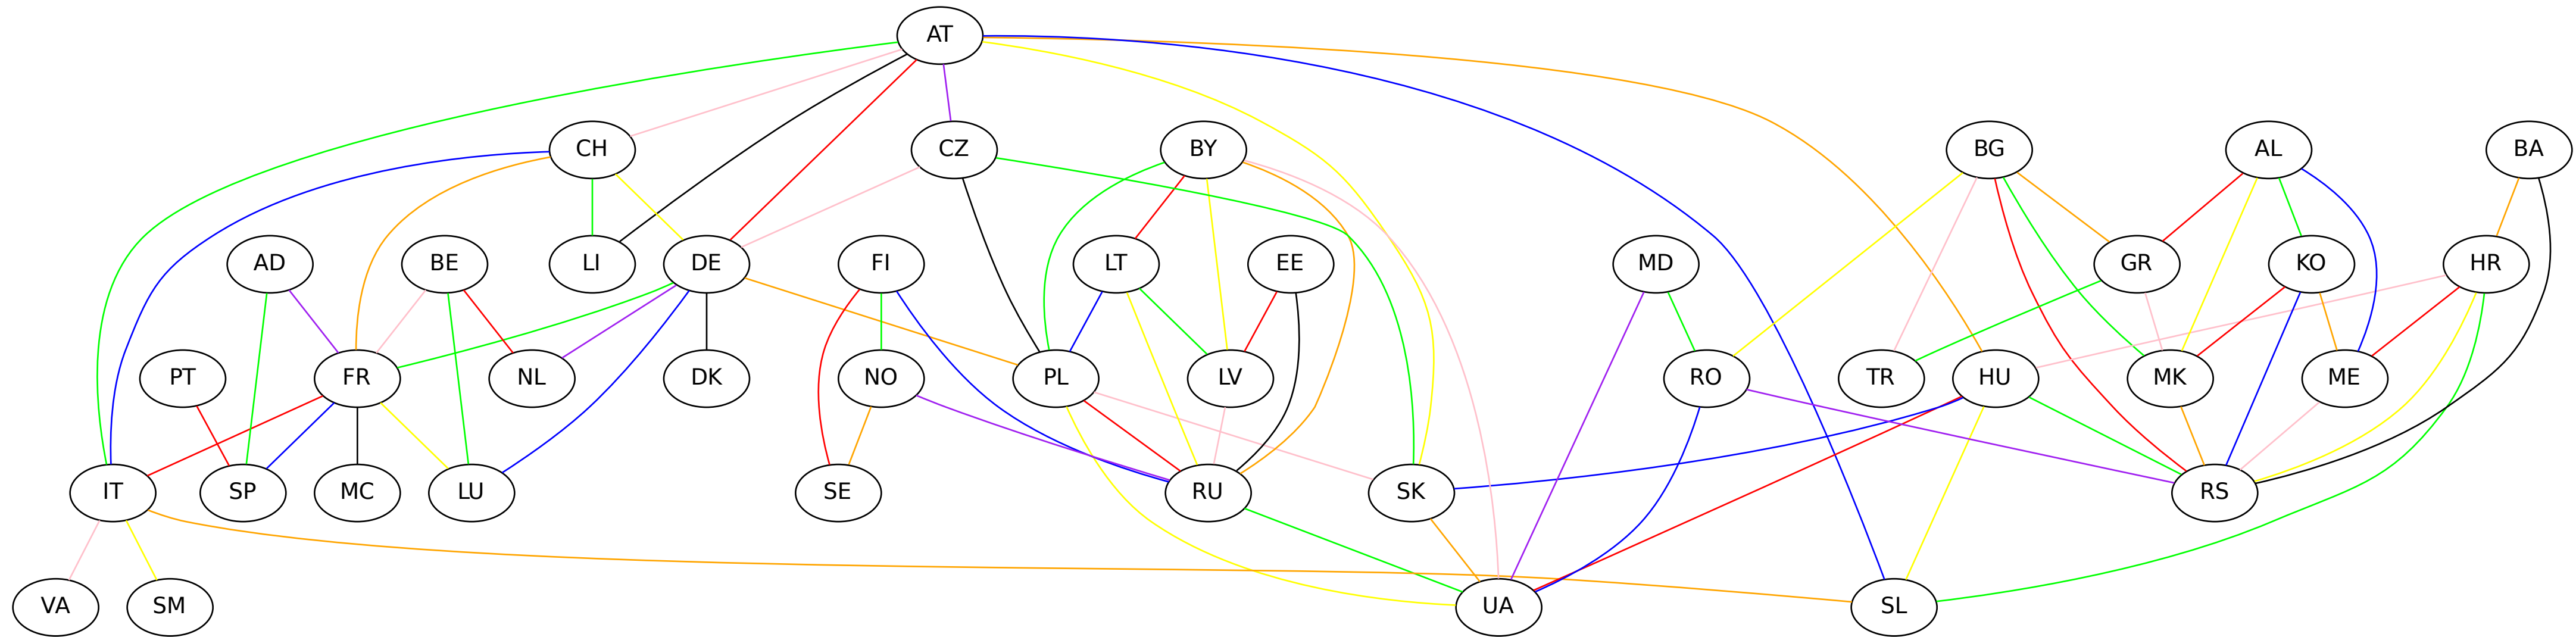 AT
CH CZ BY BG AL BA
AD BE LI DE FI LT EE MD GR KO HR
PT FR NL DK NO PL LV RO TR HU MK ME
IT SP MC LU SE RU SK RS
VA SM UA SL